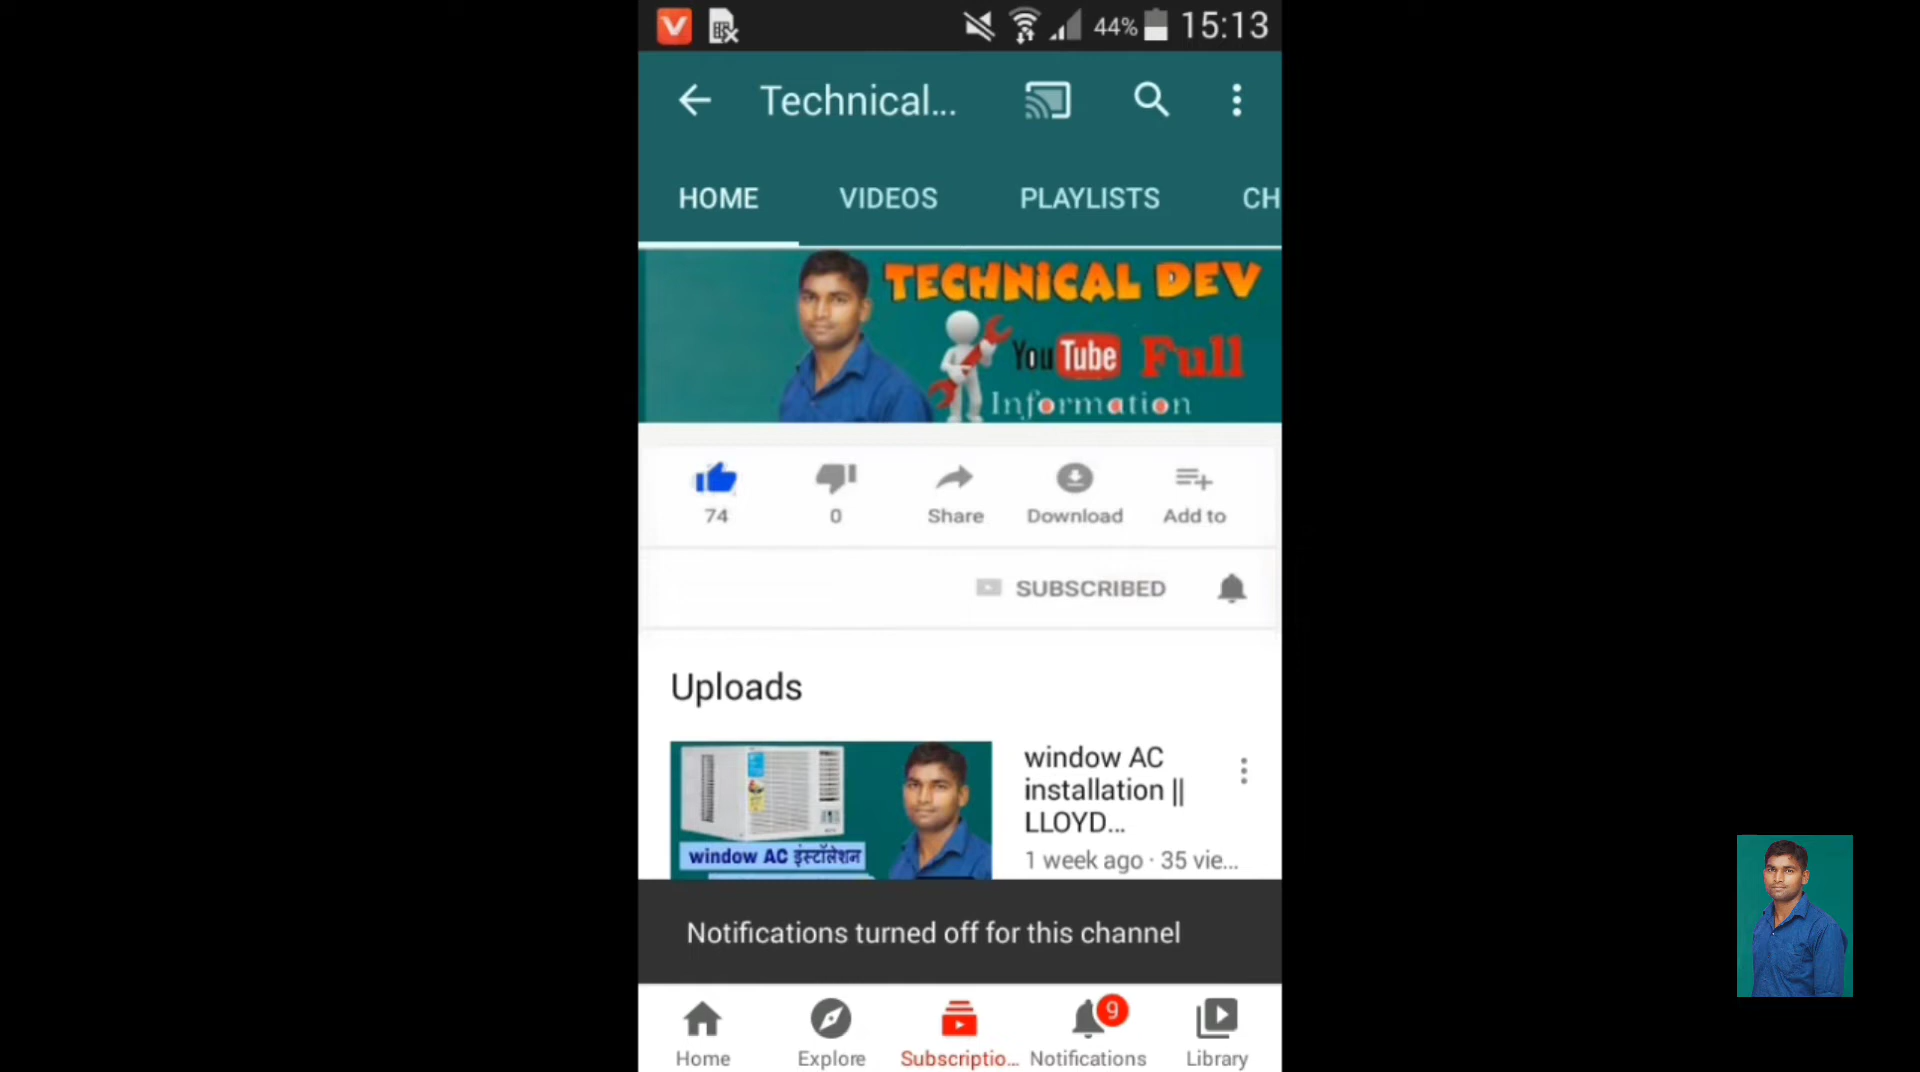 44% 15:13
Technical...
HOME VIDEOS PLAYLISTS CH
TECHNiCAL DEV
YouTube Full
Information
74 0 Share Download Add to
SUBSCRIBED
Uploads
window AC
installation ||
LLOYD...
1 week ago · 35 vie...
window AC इंस्टॉलेशन
Notifications turned off for this channel
9
Home Explore Subscriptio... Notifications Library